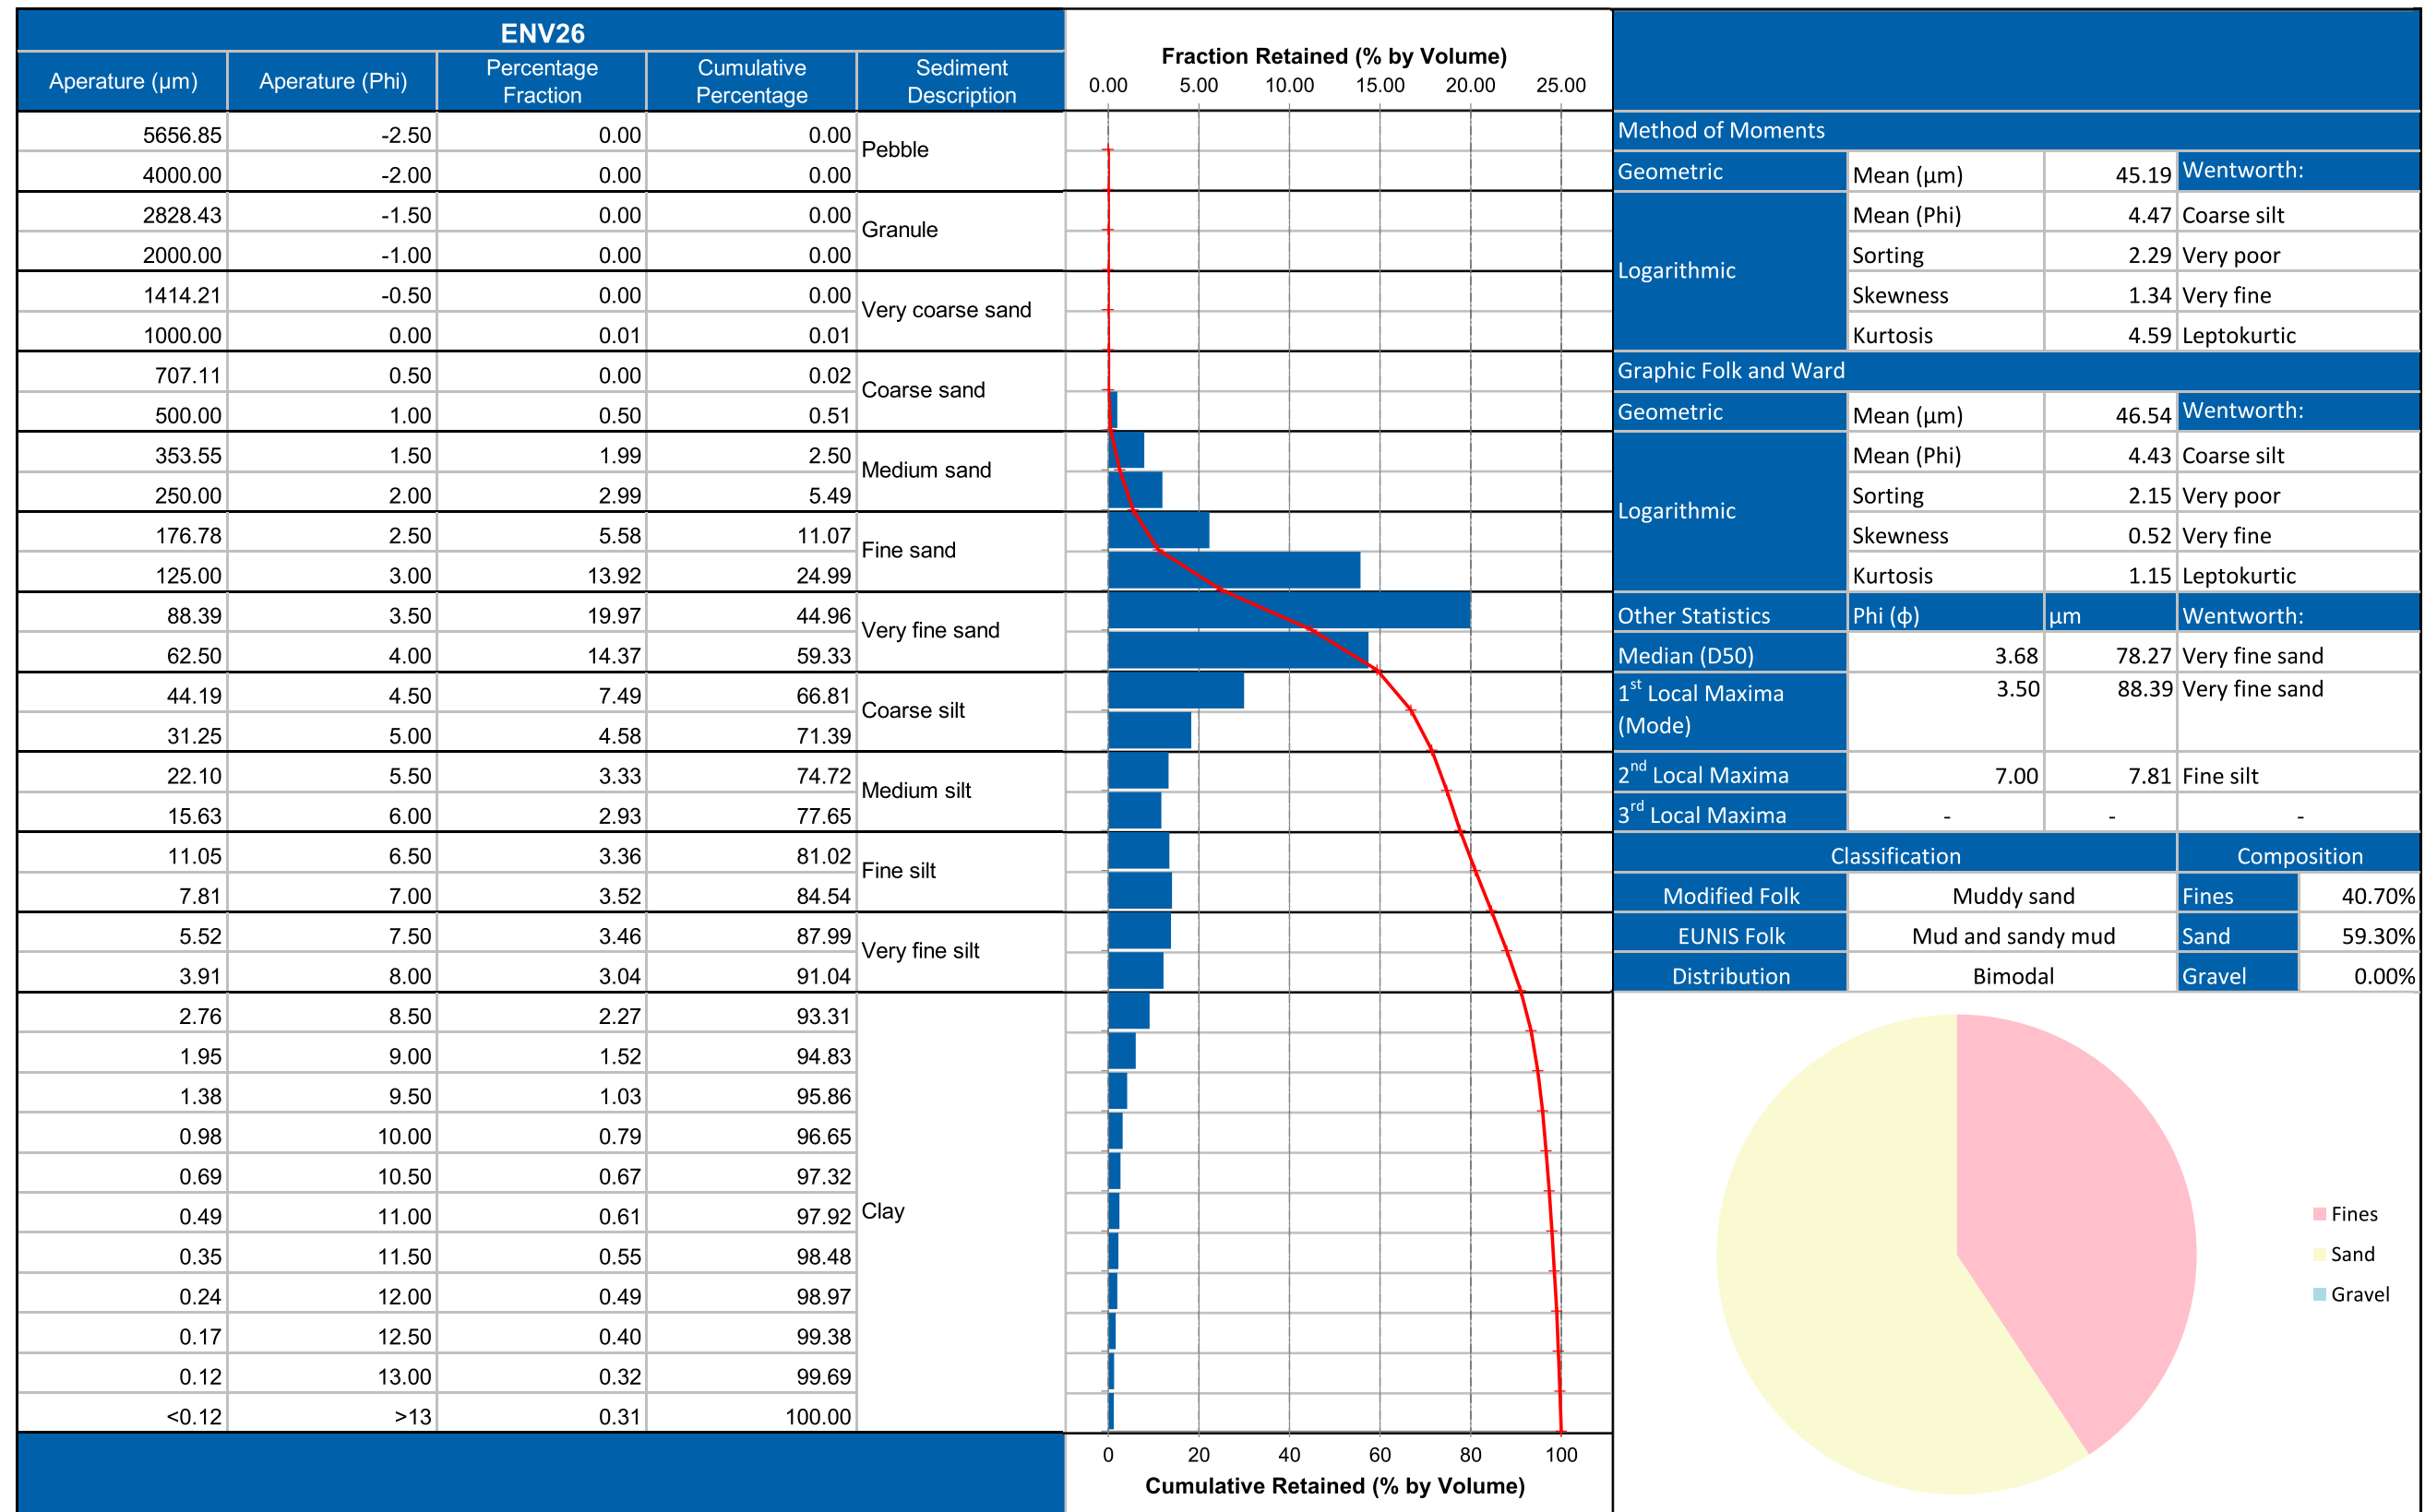 ENV26
Aperature (µm) Aperature (Phi) Percentage Fraction Cumulative Percentage Sediment Description
5656.85 -2.50 0.00 0.00 Pebble
4000.00 -2.00 0.00 0.00
2828.43 -1.50 0.00 0.00 Granule
2000.00 -1.00 0.00 0.00
1414.21 -0.50 0.00 0.00 Very coarse sand
1000.00 0.00 0.01 0.01
707.11 0.50 0.00 0.02 Coarse sand
500.00 1.00 0.50 0.51
353.55 1.50 1.99 2.50 Medium sand
250.00 2.00 2.99 5.49
176.78 2.50 5.58 11.07 Fine sand
125.00 3.00 13.92 24.99
88.39 3.50 19.97 44.96 Very fine sand
62.50 4.00 14.37 59.33
44.19 4.50 7.49 66.81 Coarse silt
31.25 5.00 4.58 71.39
22.10 5.50 3.33 74.72 Medium silt
15.63 6.00 2.93 77.65
11.05 6.50 3.36 81.02 Fine silt
7.81 7.00 3.52 84.54
5.52 7.50 3.46 87.99 Very fine silt
3.91 8.00 3.04 91.04
2.76 8.50 2.27 93.31
1.95 9.00 1.52 94.83
1.38 9.50 1.03 95.86
0.98 10.00 0.79 96.65
0.69 10.50 0.67 97.32
0.49 11.00 0.61 97.92 Clay
0.35 11.50 0.55 98.48
0.24 12.00 0.49 98.97
0.17 12.50 0.40 99.38
0.12 13.00 0.32 99.69
<0.12 >13 0.31 100.00
Fraction Retained (% by Volume)
0.00 5.00 10.00 15.00 20.00 25.00
0 20 40 60 80 100
Cumulative Retained (% by Volume)
Method of Moments
Geometric Mean (µm) 45.19 Wentworth:
Logarithmic
Mean (Phi) 4.47 Coarse silt
Sorting 2.29 Very poor
Skewness 1.34 Very fine
Kurtosis 4.59 Leptokurtic
Graphic Folk and Ward
Geometric Mean (µm) 46.54 Wentworth:
Logarithmic
Mean (Phi) 4.43 Coarse silt
Sorting 2.15 Very poor
Skewness 0.52 Very fine
Kurtosis 1.15 Leptokurtic
Other Statistics Phi (ϕ) µm Wentworth:
Median (D50) 3.68 78.27 Very fine sand
1st Local Maxima (Mode) 3.50 88.39 Very fine sand
2nd Local Maxima 7.00 7.81 Fine silt
3rd Local Maxima - - -
Classification Composition
Modified Folk Muddy sand Fines 40.70%
EUNIS Folk Mud and sandy mud Sand 59.30%
Distribution Bimodal Gravel 0.00%
Fines
Sand
Gravel